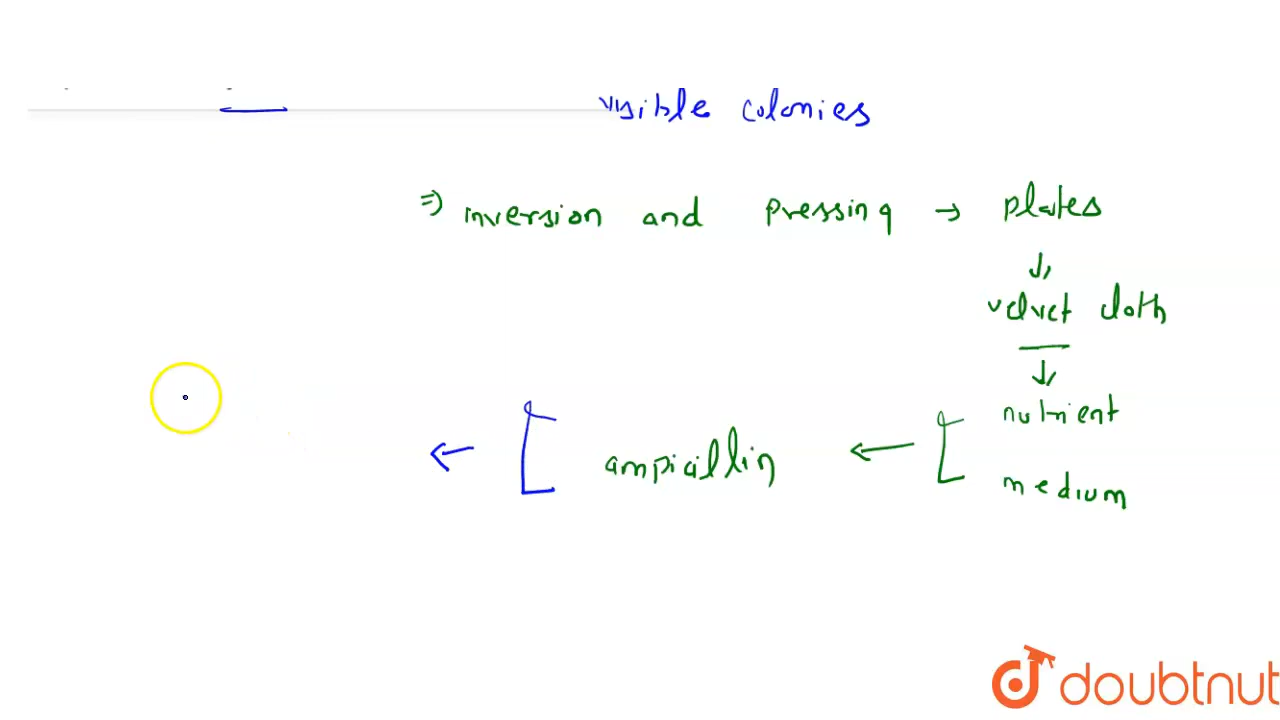 visible colonies
⇒ inversion and pressing → plates
↓
velvet cloth
↓
← [ ampicillin ← [ nutrient
medium
doubtnut